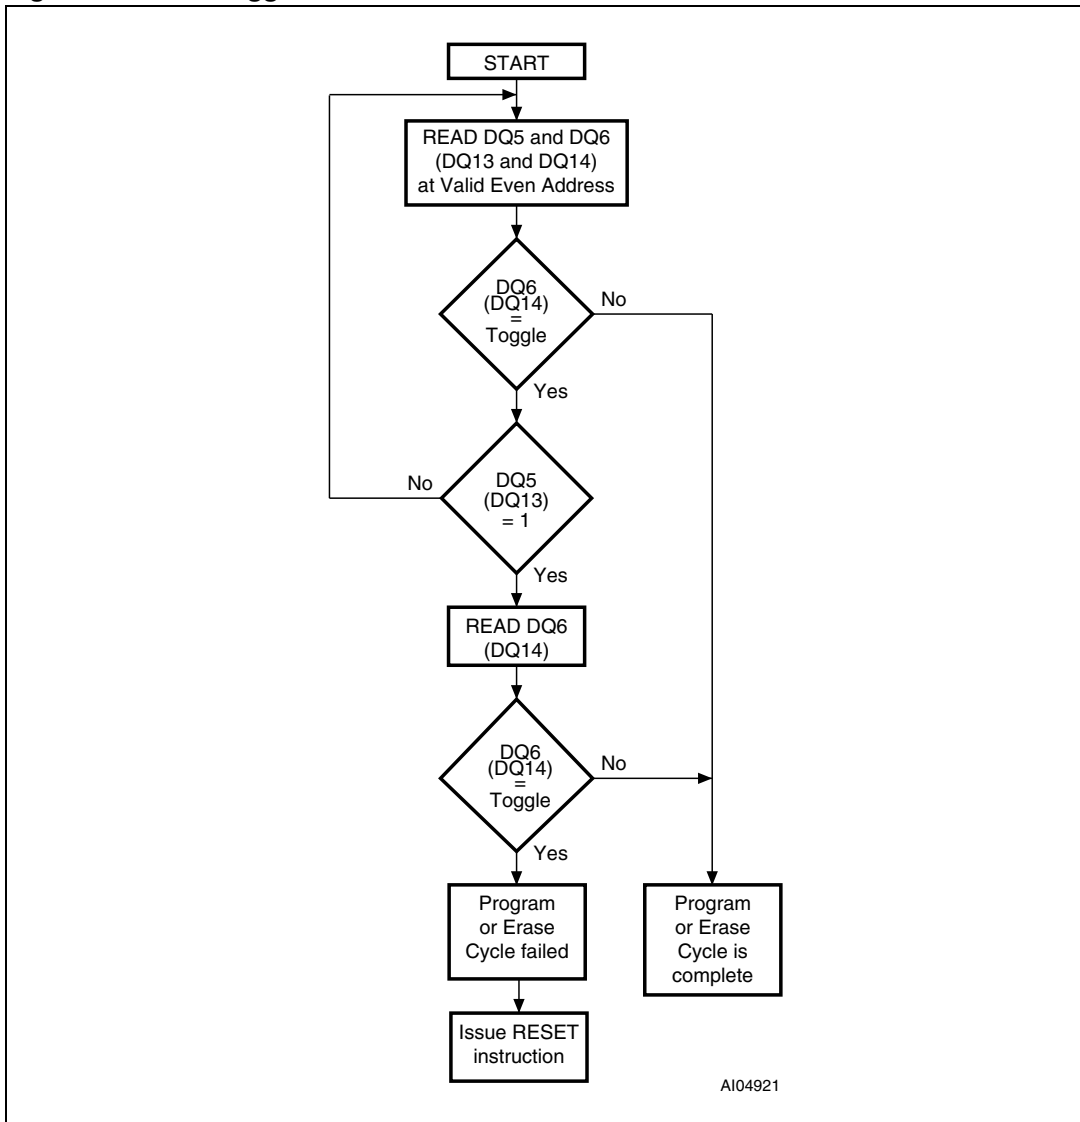 START
READ DQ5 and DQ6
(DQ13 and DQ14)
at Valid Even Address
DQ6
(DQ14)
=
Toggle
No
Yes
DQ5
(DQ13)
= 1
No
Yes
READ DQ6
(DQ14)
DQ6
(DQ14)
=
Toggle
No
Yes
Program
or Erase
Cycle failed
Program
or Erase
Cycle is
complete
Issue RESET
instruction
AI04921